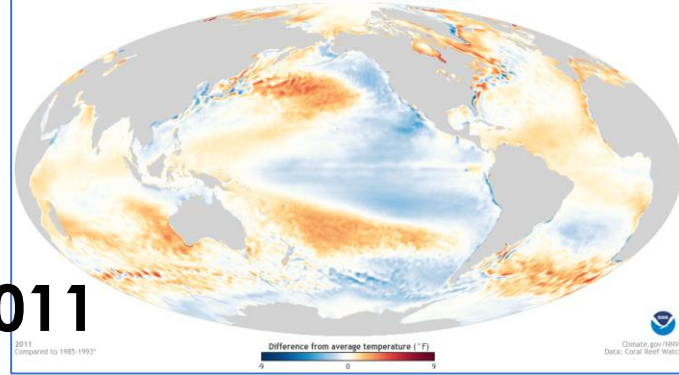 011
2011
Compared to 1985-1993*
Difference from average temperature (°F)
-9 0 9
NOAA
Climate.gov/NNV
Data: Coral Reef Watc